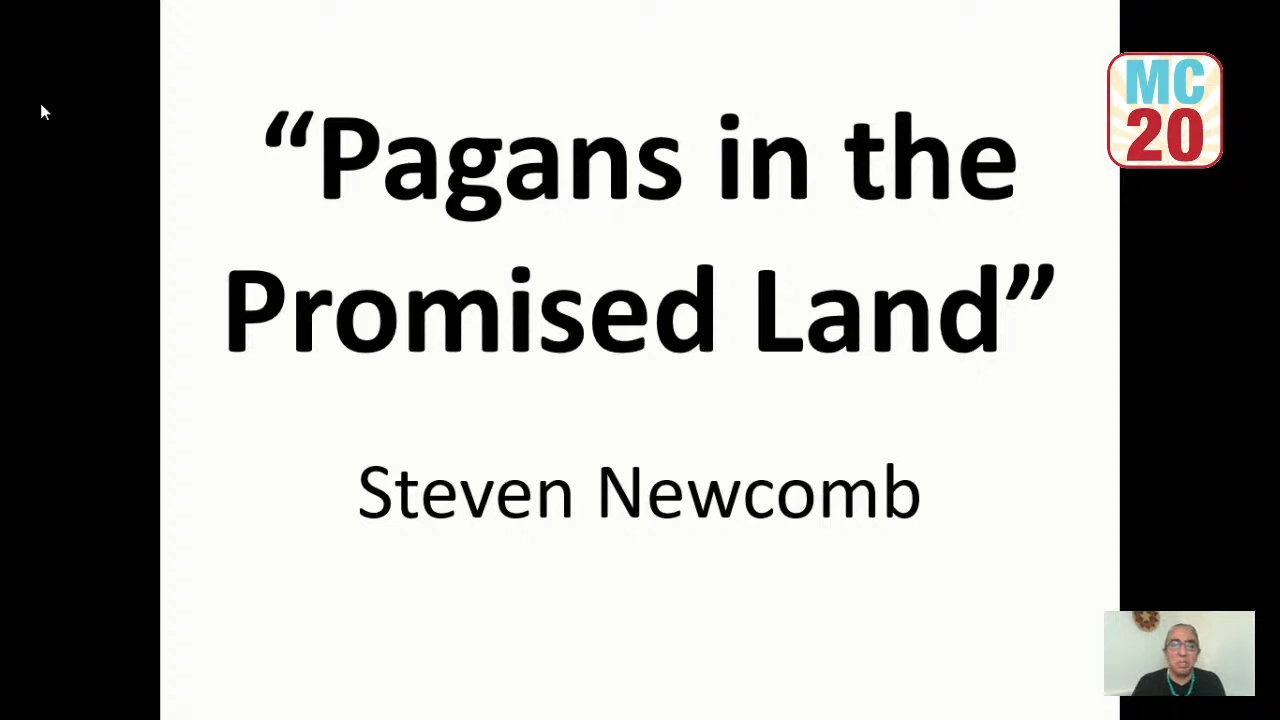 “Pagans in the
Promised Land”
Steven Newcomb
MC
20